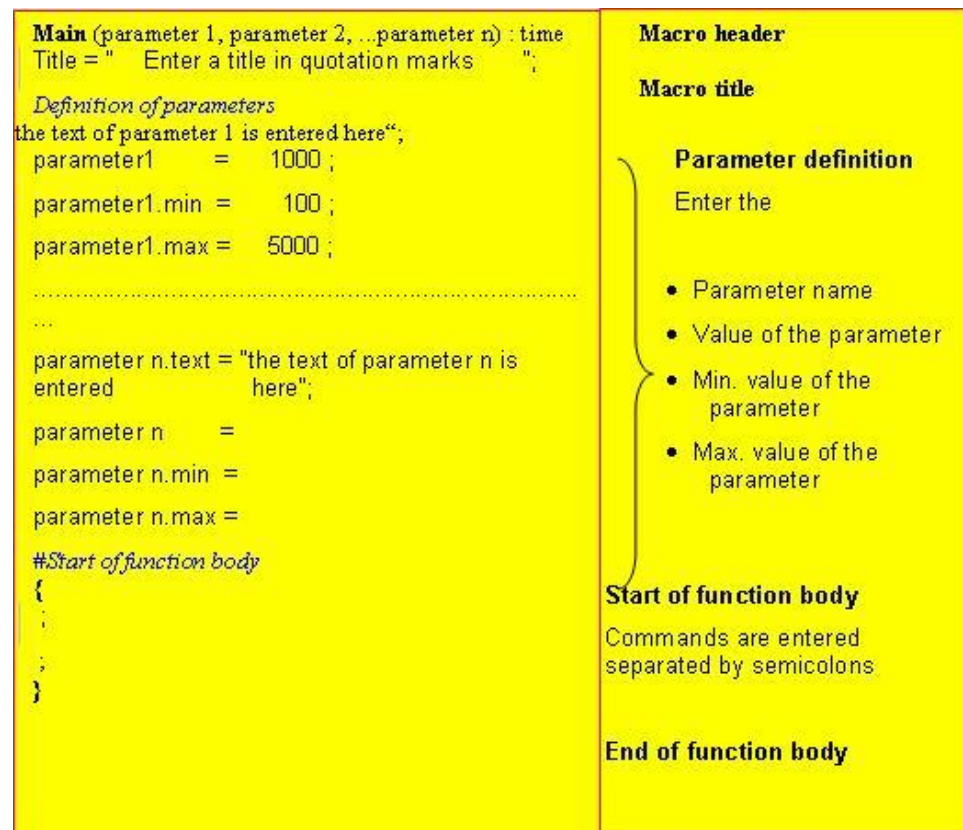 Main (parameter 1, parameter 2, ...parameter n) : time
Title = "    Enter a title in quotation marks    ";
Definition of parameters
the text of parameter 1 is entered here“;
parameter1 = 1000 ;
parameter1.min = 100 ;
parameter1.max = 5000 ;
................................................................................
...
parameter n.text = "the text of parameter n is
entered here";
parameter n =
parameter n.min =
parameter n.max =
#Start of function body
{
;
;
}
Macro header
Macro title
Parameter definition
Enter the
• Parameter name
• Value of the parameter
• Min. value of the
parameter
• Max. value of the
parameter
Start of function body
Commands are entered
separated by semicolons
End of function body